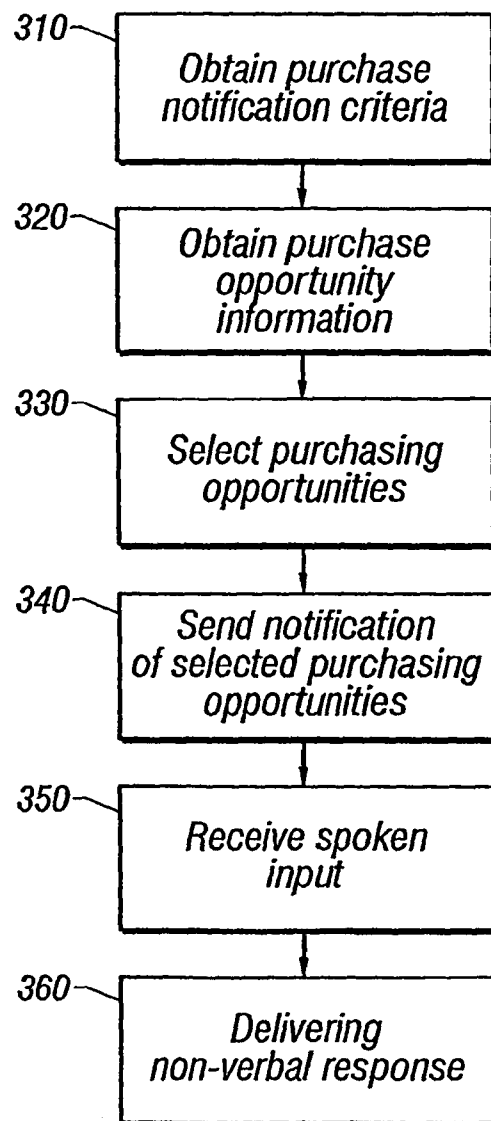 310
Obtain purchase
notification criteria
320
Obtain purchase
opportunity
information
330
Select purchasing
opportunities
340
Send notification
of selected purchasing
opportunities
350
Receive spoken
input
360
Delivering
non-verbal response